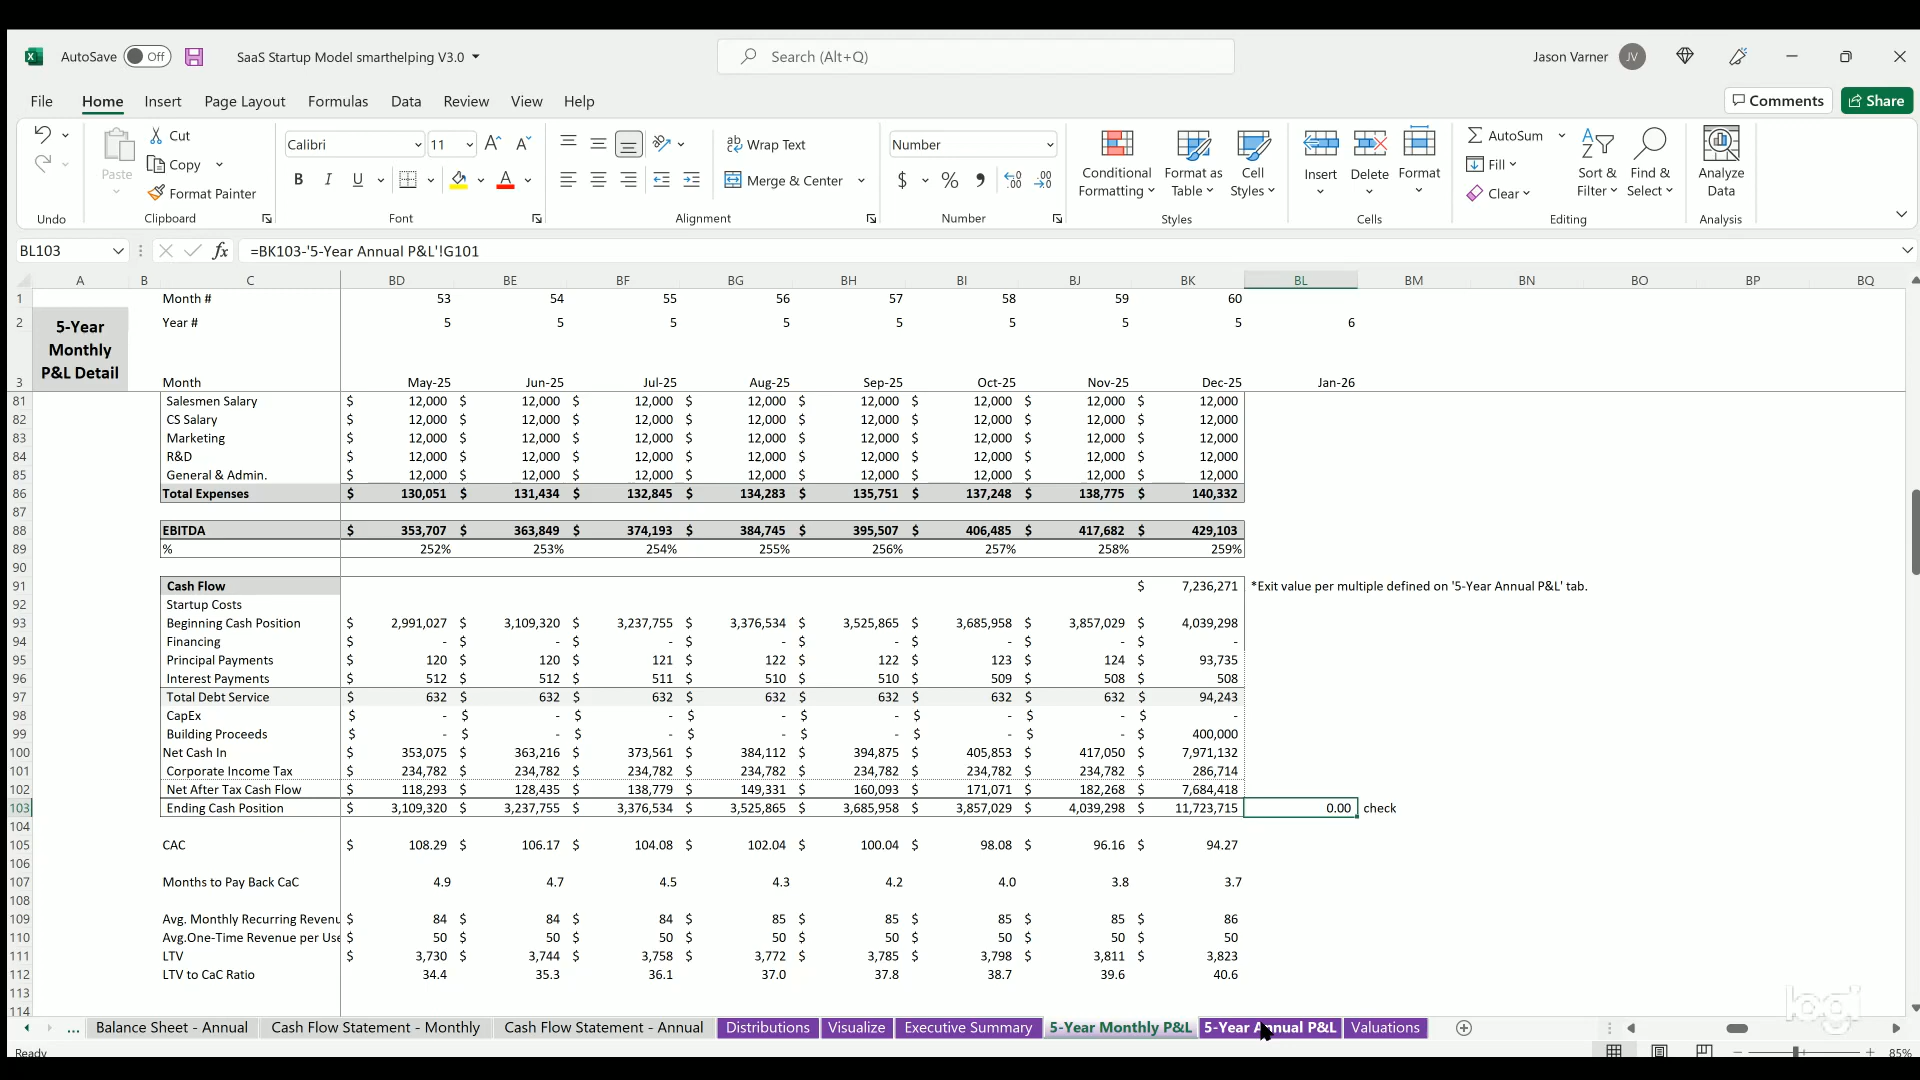 AutoSave Off SaaS Startup Model smarthelping V3.0 Search (Alt+Q) Jason Varner JV
File Home Insert Page Layout Formulas Data Review View Help Comments Share
Cut Calibri 11 Wrap Text Number AutoSum
Paste Copy Conditional Format as Cell Insert Delete Format Fill Sort & Find & Analyze
Format Painter B I U Merge & Center $ % Formatting Table Styles Clear Filter Select Data
Undo Clipboard Font Alignment Number Styles Cells Editing Analysis
BL103 fx =BK103-'5-Year Annual P&L'!G101
A B C BD BE BF BG BH BI BJ BK BL BM BN BO BP BQ
1 Month # 53 54 55 56 57 58 59 60
2 5-Year Monthly P&L Detail Year # 5 5 5 5 5 5 5 5 6
3 Month May-25 Jun-25 Jul-25 Aug-25 Sep-25 Oct-25 Nov-25 Dec-25 Jan-26
81 Salesmen Salary $ 12,000 $ 12,000 $ 12,000 $ 12,000 $ 12,000 $ 12,000 $ 12,000 $ 12,000
82 CS Salary $ 12,000 $ 12,000 $ 12,000 $ 12,000 $ 12,000 $ 12,000 $ 12,000 $ 12,000
83 Marketing $ 12,000 $ 12,000 $ 12,000 $ 12,000 $ 12,000 $ 12,000 $ 12,000 $ 12,000
84 R&D $ 12,000 $ 12,000 $ 12,000 $ 12,000 $ 12,000 $ 12,000 $ 12,000 $ 12,000
85 General & Admin. $ 12,000 $ 12,000 $ 12,000 $ 12,000 $ 12,000 $ 12,000 $ 12,000 $ 12,000
86 Total Expenses $ 130,051 $ 131,434 $ 132,845 $ 134,283 $ 135,751 $ 137,248 $ 138,775 $ 140,332
87
88 EBITDA $ 353,707 $ 363,849 $ 374,193 $ 384,745 $ 395,507 $ 406,485 $ 417,682 $ 429,103
89 % 252% 253% 254% 255% 256% 257% 258% 259%
90
91 Cash Flow $ 7,236,271 *Exit value per multiple defined on '5-Year Annual P&L' tab.
92 Startup Costs
93 Beginning Cash Position $ 2,991,027 $ 3,109,320 $ 3,237,755 $ 3,376,534 $ 3,525,865 $ 3,685,958 $ 3,857,029 $ 4,039,298
94 Financing $ - $ - $ - $ - $ - $ - $ - $ -
95 Principal Payments $ 120 $ 120 $ 121 $ 122 $ 122 $ 123 $ 124 $ 93,735
96 Interest Payments $ 512 $ 512 $ 511 $ 510 $ 510 $ 509 $ 508 $ 508
97 Total Debt Service $ 632 $ 632 $ 632 $ 632 $ 632 $ 632 $ 632 $ 94,243
98 CapEx $ - $ - $ - $ - $ - $ - $ - $ -
99 Building Proceeds $ - $ - $ - $ - $ - $ - $ - $ 400,000
100 Net Cash In $ 353,075 $ 363,216 $ 373,561 $ 384,112 $ 394,875 $ 405,853 $ 417,050 $ 7,971,132
101 Corporate Income Tax $ 234,782 $ 234,782 $ 234,782 $ 234,782 $ 234,782 $ 234,782 $ 234,782 $ 286,714
102 Net After Tax Cash Flow $ 118,293 $ 128,435 $ 138,779 $ 149,331 $ 160,093 $ 171,071 $ 182,268 $ 7,684,418
103 Ending Cash Position $ 3,109,320 $ 3,237,755 $ 3,376,534 $ 3,525,865 $ 3,685,958 $ 3,857,029 $ 4,039,298 $ 11,723,715 0.00 check
104
105 CAC $ 108.29 $ 106.17 $ 104.08 $ 102.04 $ 100.04 $ 98.08 $ 96.16 $ 94.27
106
107 Months to Pay Back CaC 4.9 4.7 4.5 4.3 4.2 4.0 3.8 3.7
108
109 Avg. Monthly Recurring Revenu $ 84 $ 84 $ 84 $ 85 $ 85 $ 85 $ 85 $ 86
110 Avg.One-Time Revenue per Use $ 50 $ 50 $ 50 $ 50 $ 50 $ 50 $ 50 $ 50
111 LTV $ 3,730 $ 3,744 $ 3,758 $ 3,772 $ 3,785 $ 3,798 $ 3,811 $ 3,823
112 LTV to CaC Ratio 34.4 35.3 36.1 37.0 37.8 38.7 39.6 40.6
113
114
logi
... Balance Sheet - Annual Cash Flow Statement - Monthly Cash Flow Statement - Annual Distributions Visualize Executive Summary 5-Year Monthly P&L 5-Year Annual P&L Valuations
Ready 85%